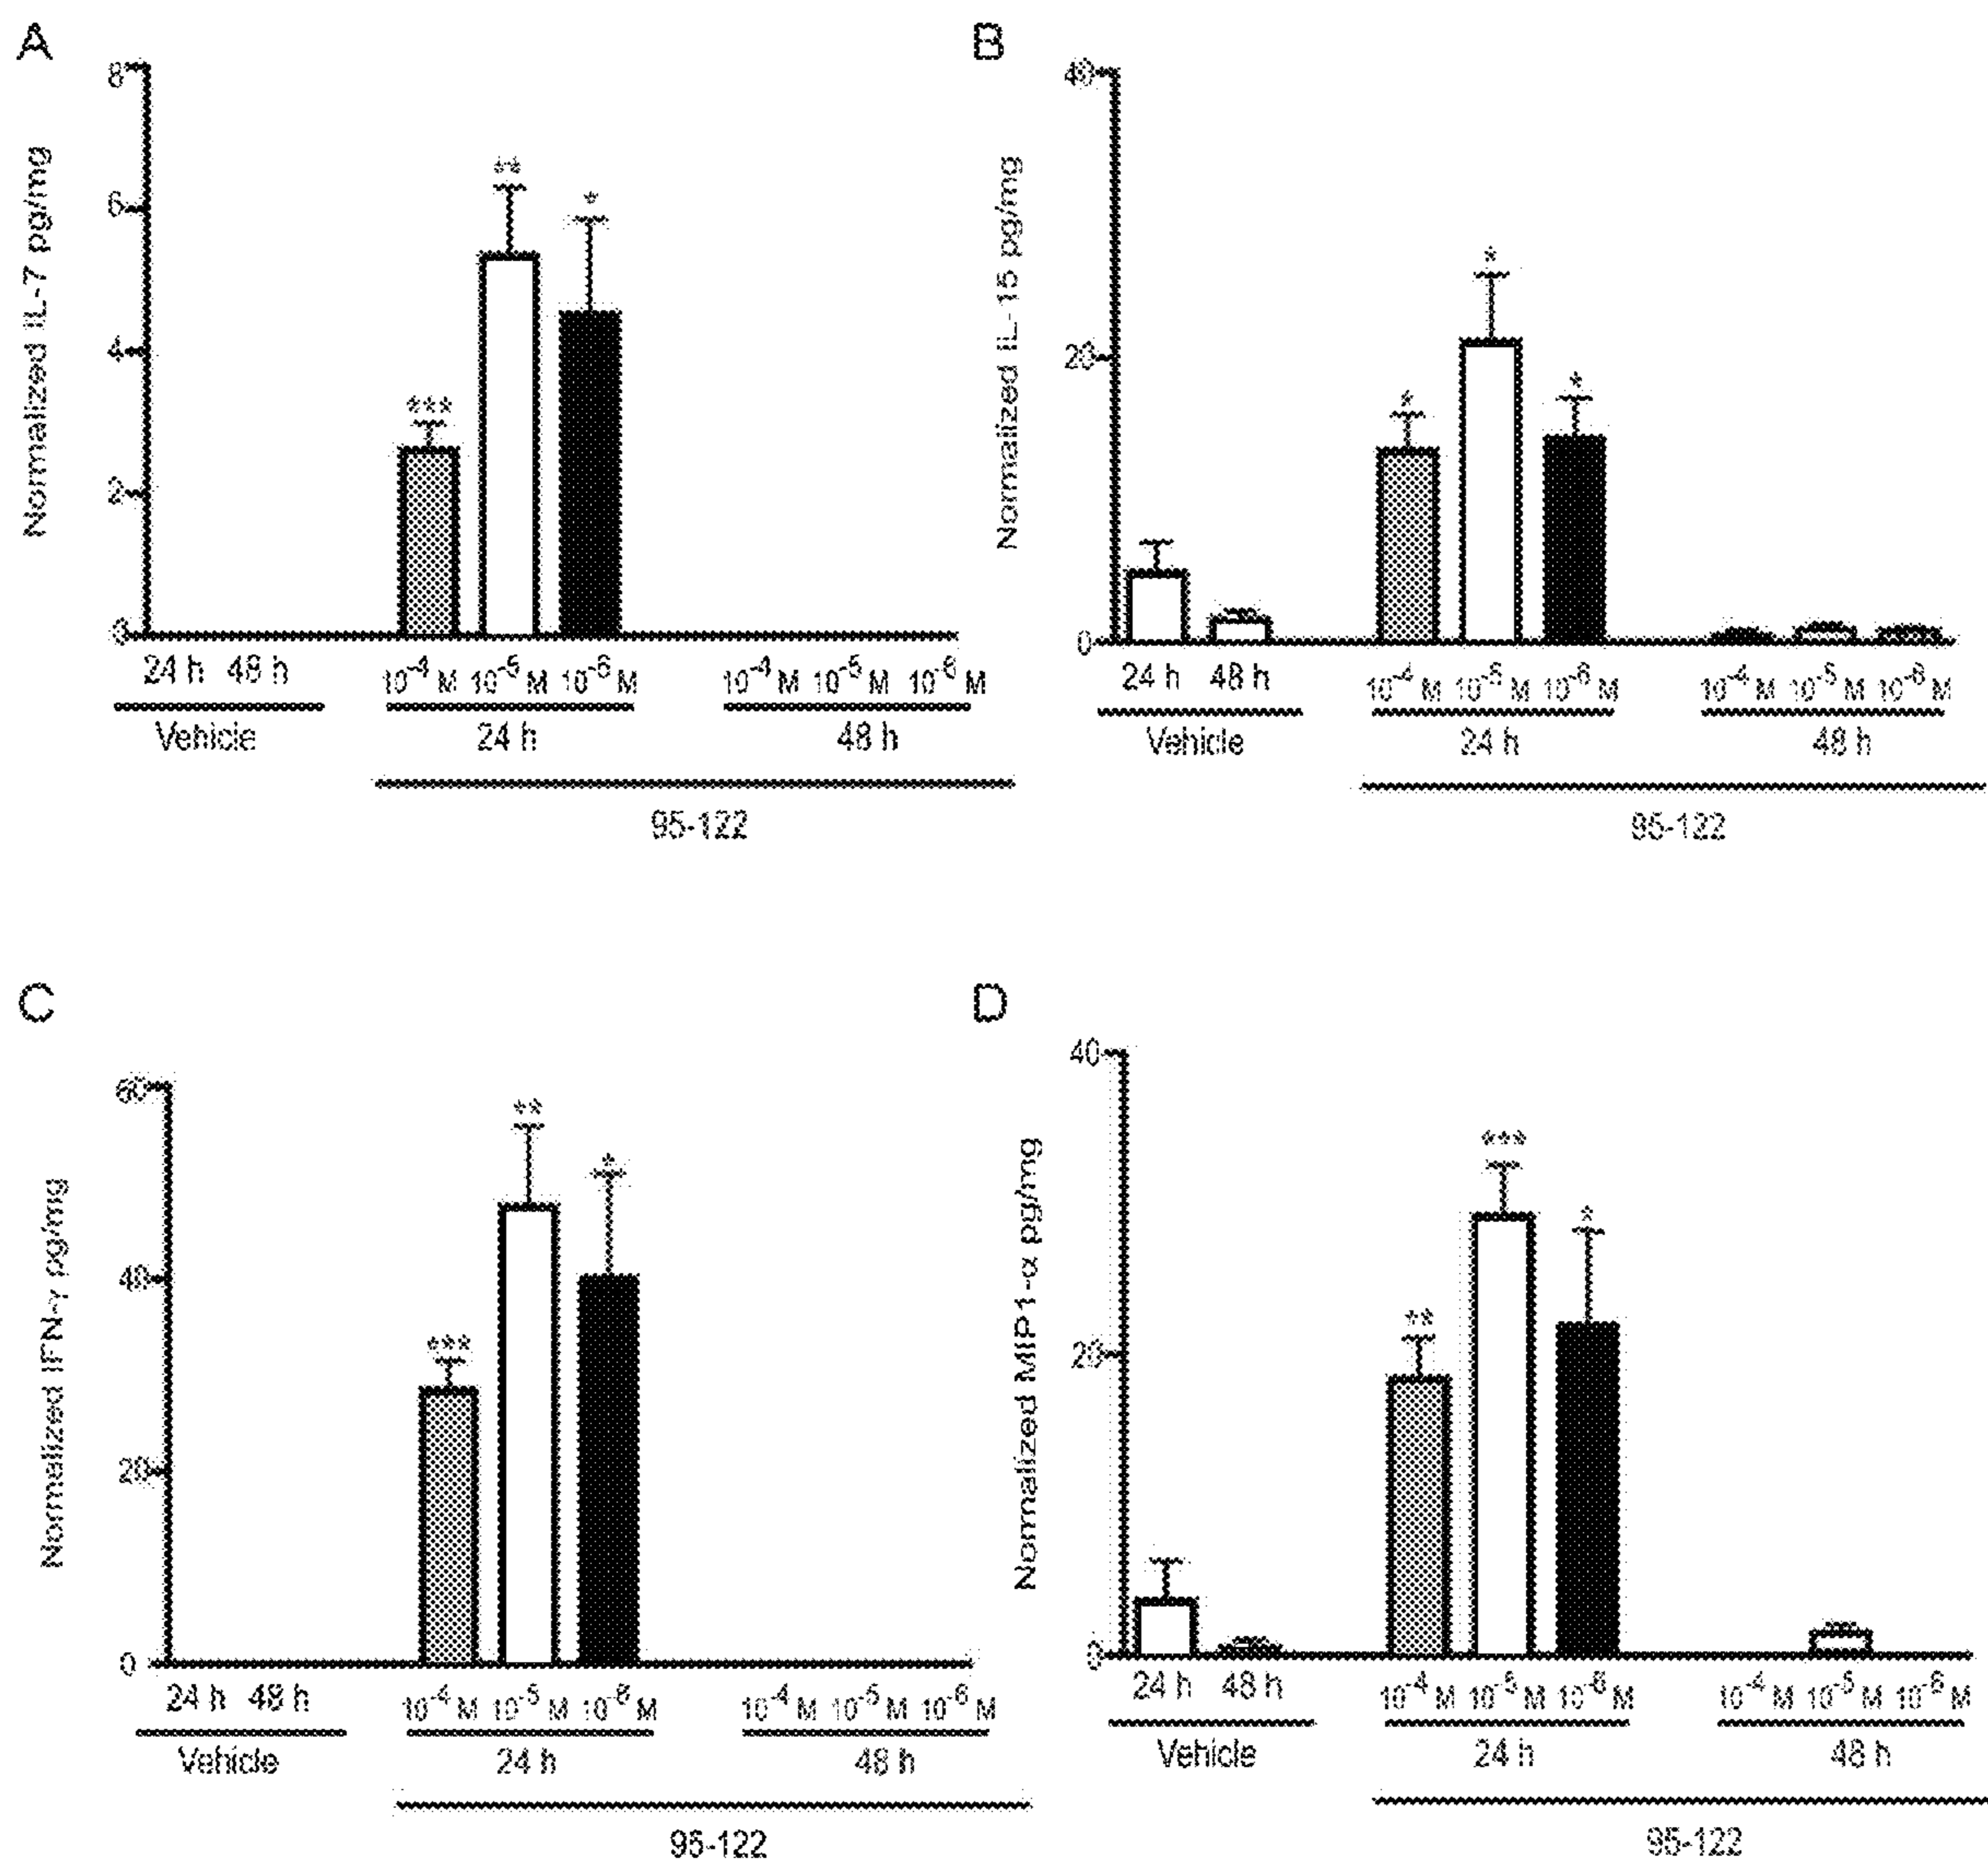 A
Normalized IL-7 pg/mg
8
6
4
2
0
***
**
*
24 h 48 h
10-4 M 10-5 M 10-6 M
10-4 M 10-5 M 10-6 M
Vehicle
24 h
48 h
95-122
B
Normalized IL-15 pg/mg
40
20
0
*
*
*
24 h 48 h
10-4 M 10-5 M 10-6 M
10-4 M 10-5 M 10-6 M
Vehicle
24 h
48 h
95-122
C
Normalized IFN-γ pg/mg
60
40
20
0
***
**
*
24 h 48 h
10-4 M 10-5 M 10-6 M
10-4 M 10-5 M 10-6 M
Vehicle
24 h
48 h
95-122
D
Normalized MIP1-α pg/mg
40
20
0
**
***
*
24 h 48 h
10-4 M 10-5 M 10-6 M
10-4 M 10-5 M 10-6 M
Vehicle
24 h
48 h
95-122